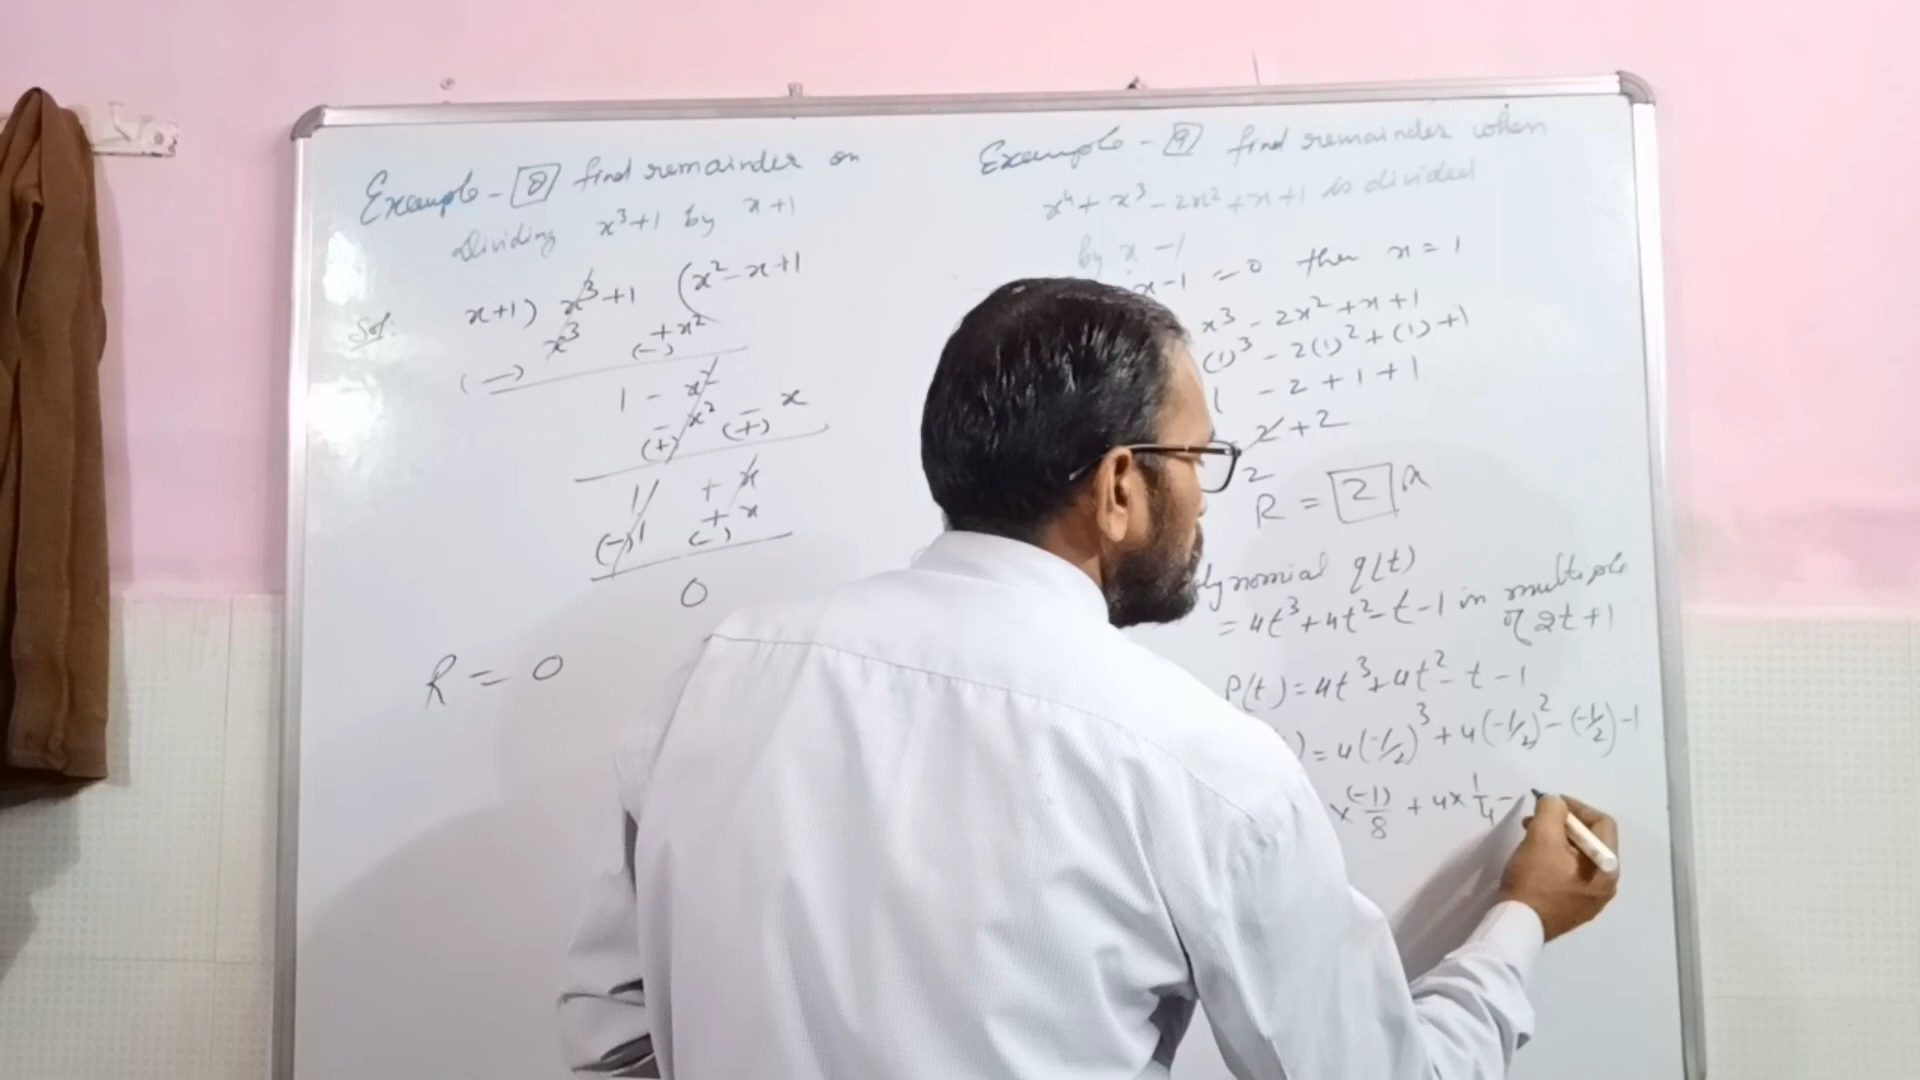 Example - 8 find remainder on
Dividing x³+1 by x+1
Sol:
x+1) x³+1 (x²-x+1
x³ +x²
(-) (-)
1 - x²
- x² - x
(+) (+)
1 + x
1 + x
(-) (-)
0
R = 0
Example - 9 find remainder when
x⁴+x³-2x²+x+1 is divided
by x-1
x-1 = 0 then x = 1
x³ - 2x² + x + 1
(1)³ - 2(1)² + (1) + 1
1 - 2 + 1 + 1
2 + 2
2
R = 2
q(t)
= 4t³+4t²-t-1 in multiple
of 2t+1
P(t) = 4t³+4t²-t-1
) = 4(-1/2)³ + 4(-1/2)² - (-1/2) - 1
x (-1)/8 + 4x 1/4 -